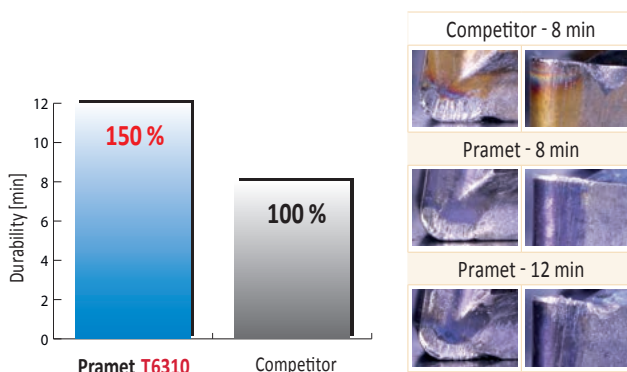 Durability [min]
12
10
8
6
4
2
0
150 %
100 %
Pramet T6310
Competitor
Competitor - 8 min
Pramet - 8 min
Pramet - 12 min